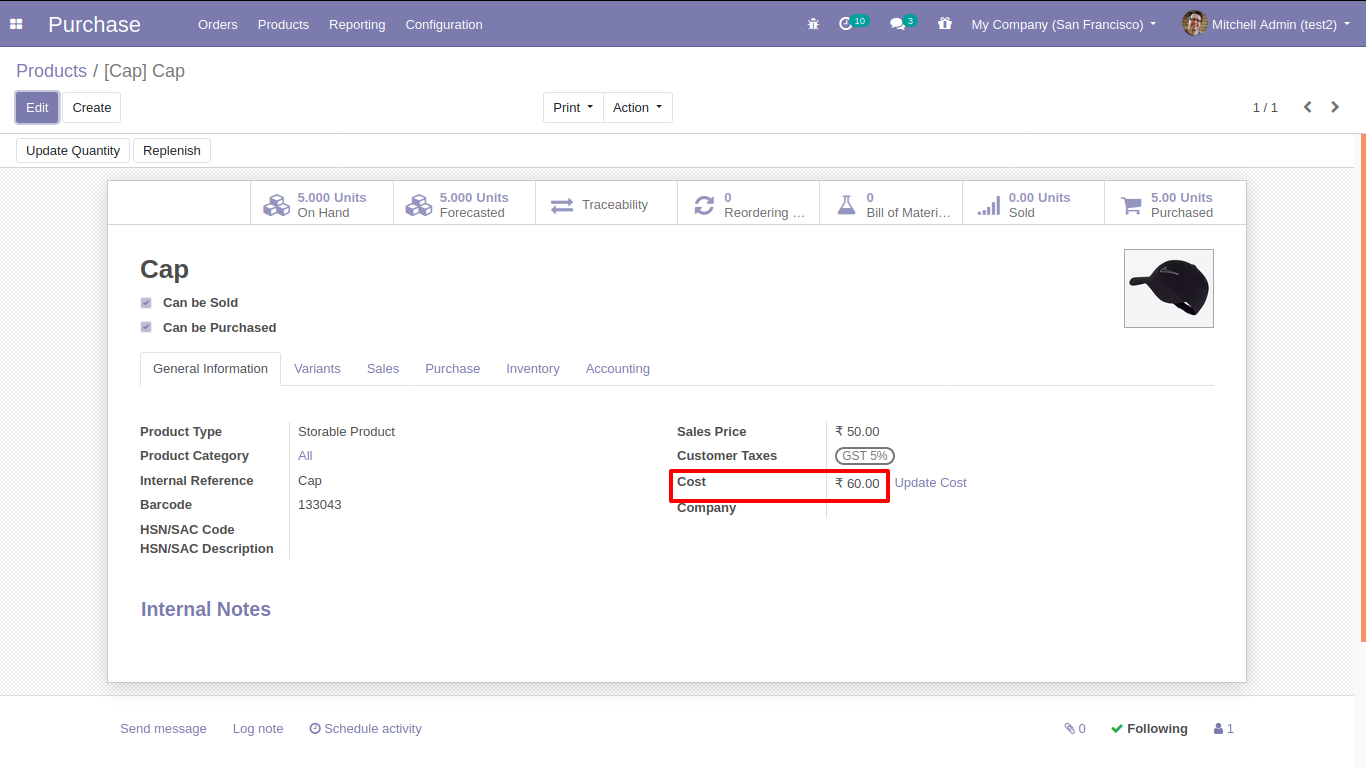 Purchase Orders Products Reporting Configuration 10 3 My Company (San Francisco) Mitchell Admin (test2)
Products / [Cap] Cap
Edit Create Print Action 1 / 1
Update Quantity Replenish
5.000 Units 5.000 Units Traceability 0 0 0.00 Units 5.00 Units
On Hand Forecasted Reordering ... Bill of Materi... Sold Purchased
Cap
Can be Sold
Can be Purchased
General Information Variants Sales Purchase Inventory Accounting
Product Type Storable Product Sales Price ₹ 50.00
Product Category All Customer Taxes GST 5%
Internal Reference Cap Cost ₹ 60.00 Update Cost
Barcode 133043 Company
HSN/SAC Code
HSN/SAC Description
Internal Notes
Send message Log note Schedule activity 0 Following 1